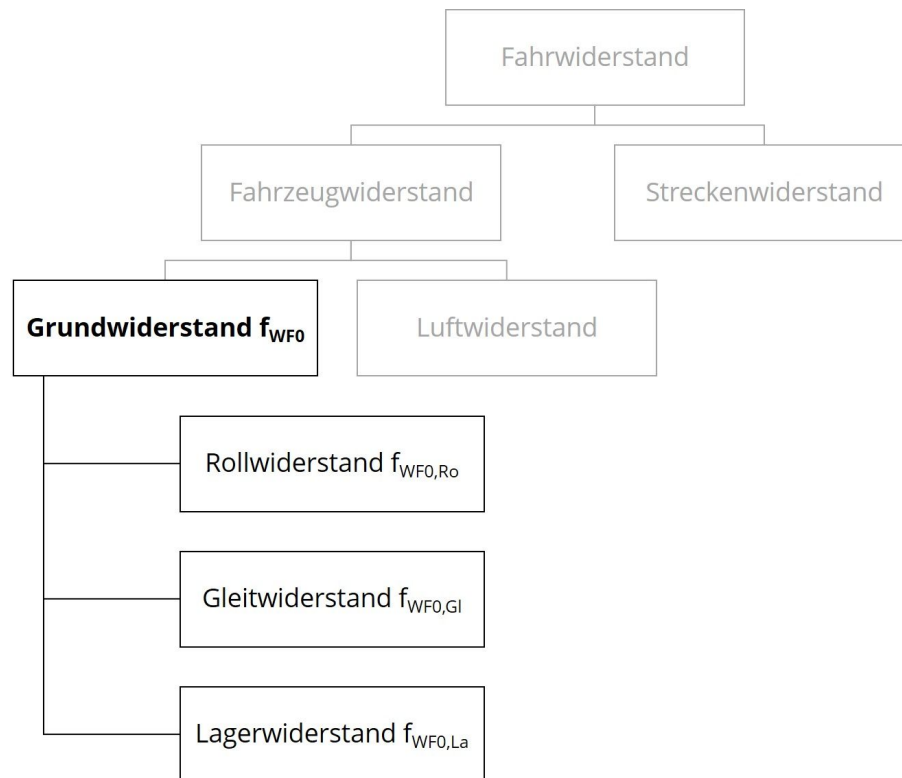 Fahrwiderstand
Fahrzeugwiderstand
Streckenwiderstand
Grundwiderstand fWF0
Luftwiderstand
Rollwiderstand fWF0,Ro
Gleitwiderstand fWF0,Gl
Lagerwiderstand fWF0,La